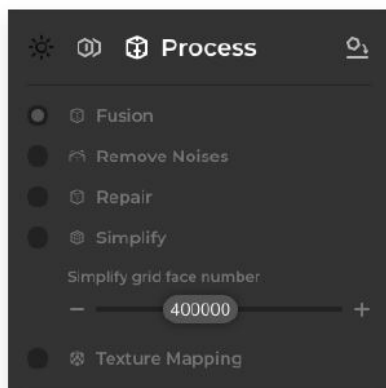 Process
Fusion
Remove Noises
Repair
Simplify
Simplify grid face number
400000
Texture Mapping